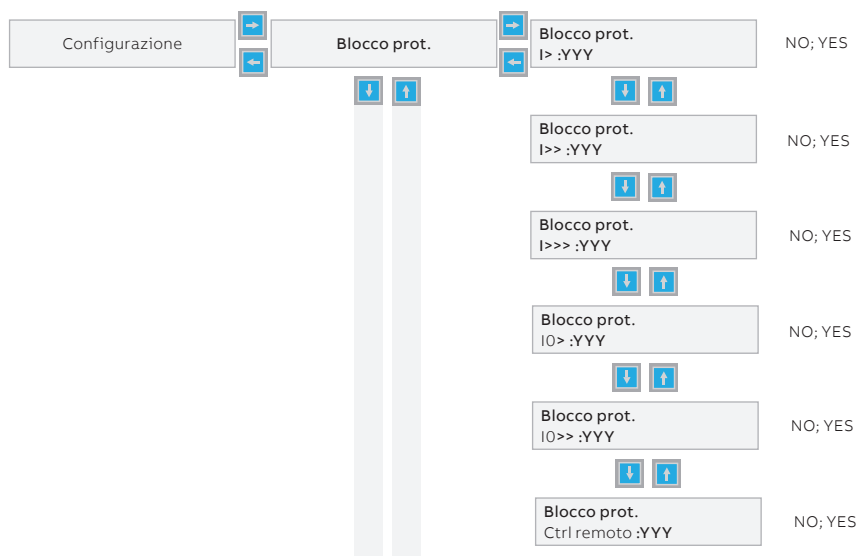 Configurazione
Blocco prot.
Blocco prot.
I> :YYY
NO; YES
Blocco prot.
I>> :YYY
NO; YES
Blocco prot.
I>>> :YYY
NO; YES
Blocco prot.
I0> :YYY
NO; YES
Blocco prot.
I0>> :YYY
NO; YES
Blocco prot.
Ctrl remoto :YYY
NO; YES